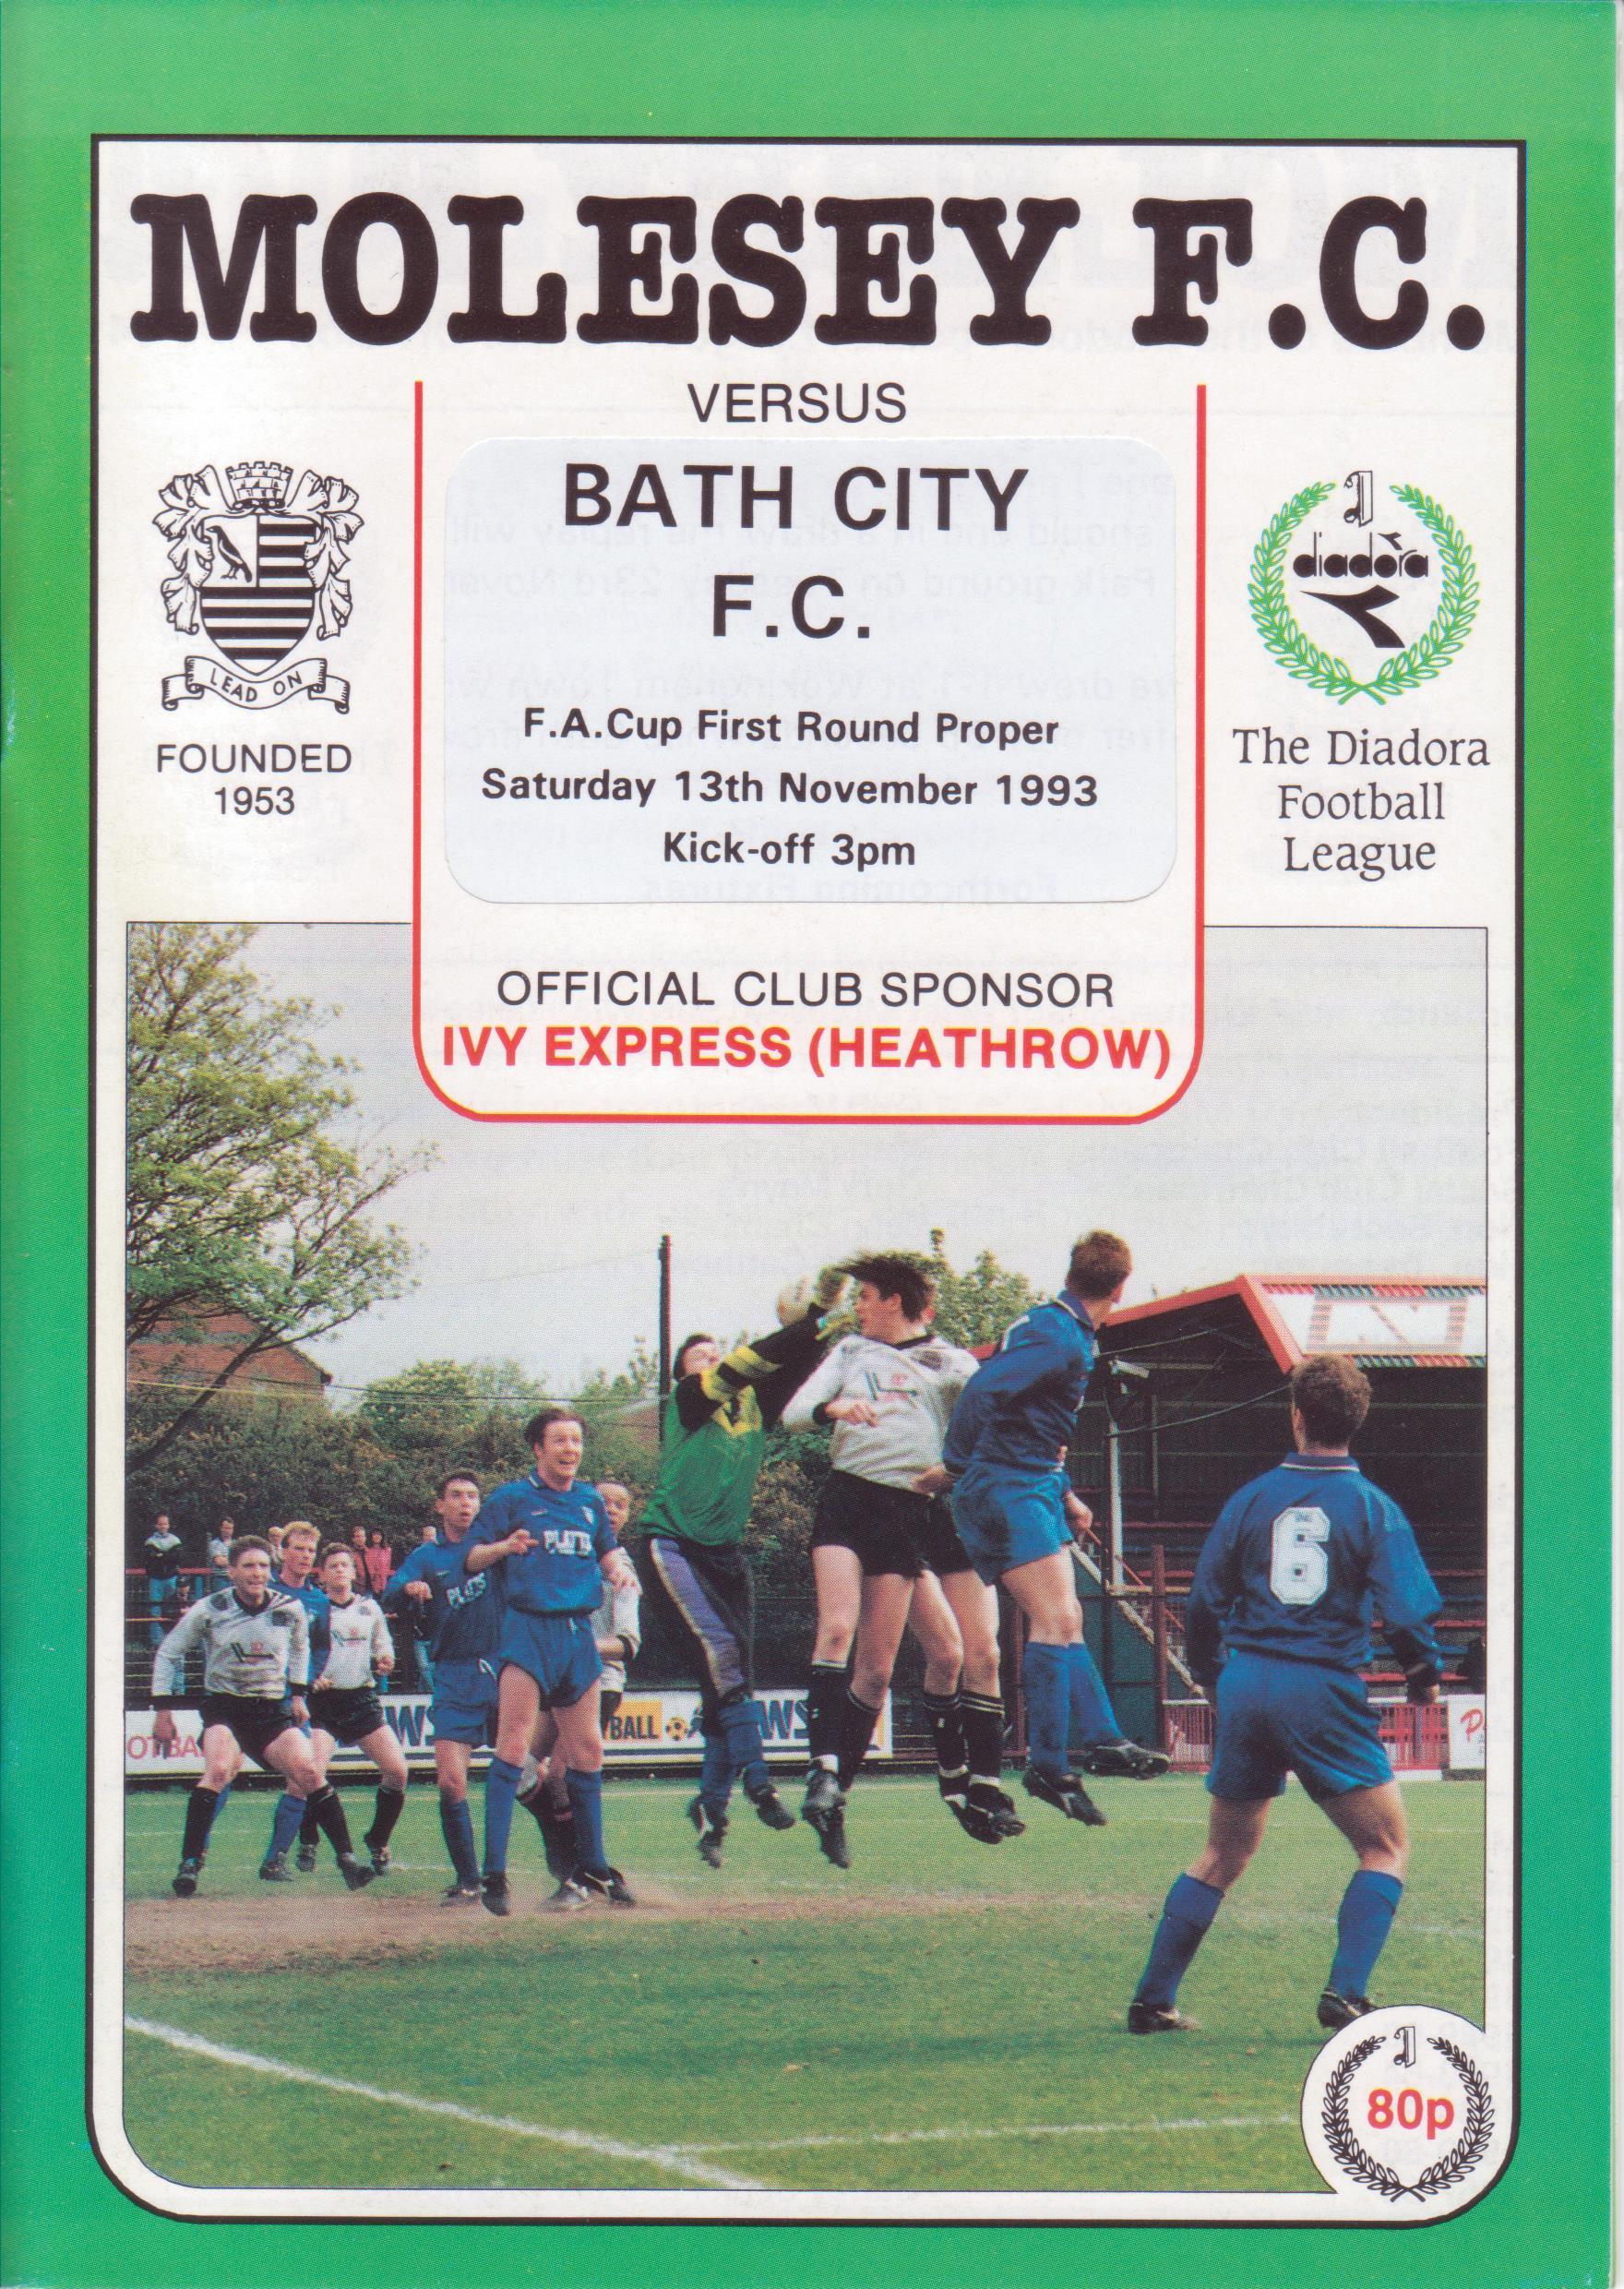 MOLESEY F.C.
VERSUS
BATH CITY
F.C.
F.A.Cup First Round Proper
Saturday 13th November 1993
Kick-off 3pm
LEAD ON
FOUNDED
1953
diadora
The Diadora
Football
League
OFFICIAL CLUB SPONSOR
IVY EXPRESS (HEATHROW)
PLATTS
6
80p